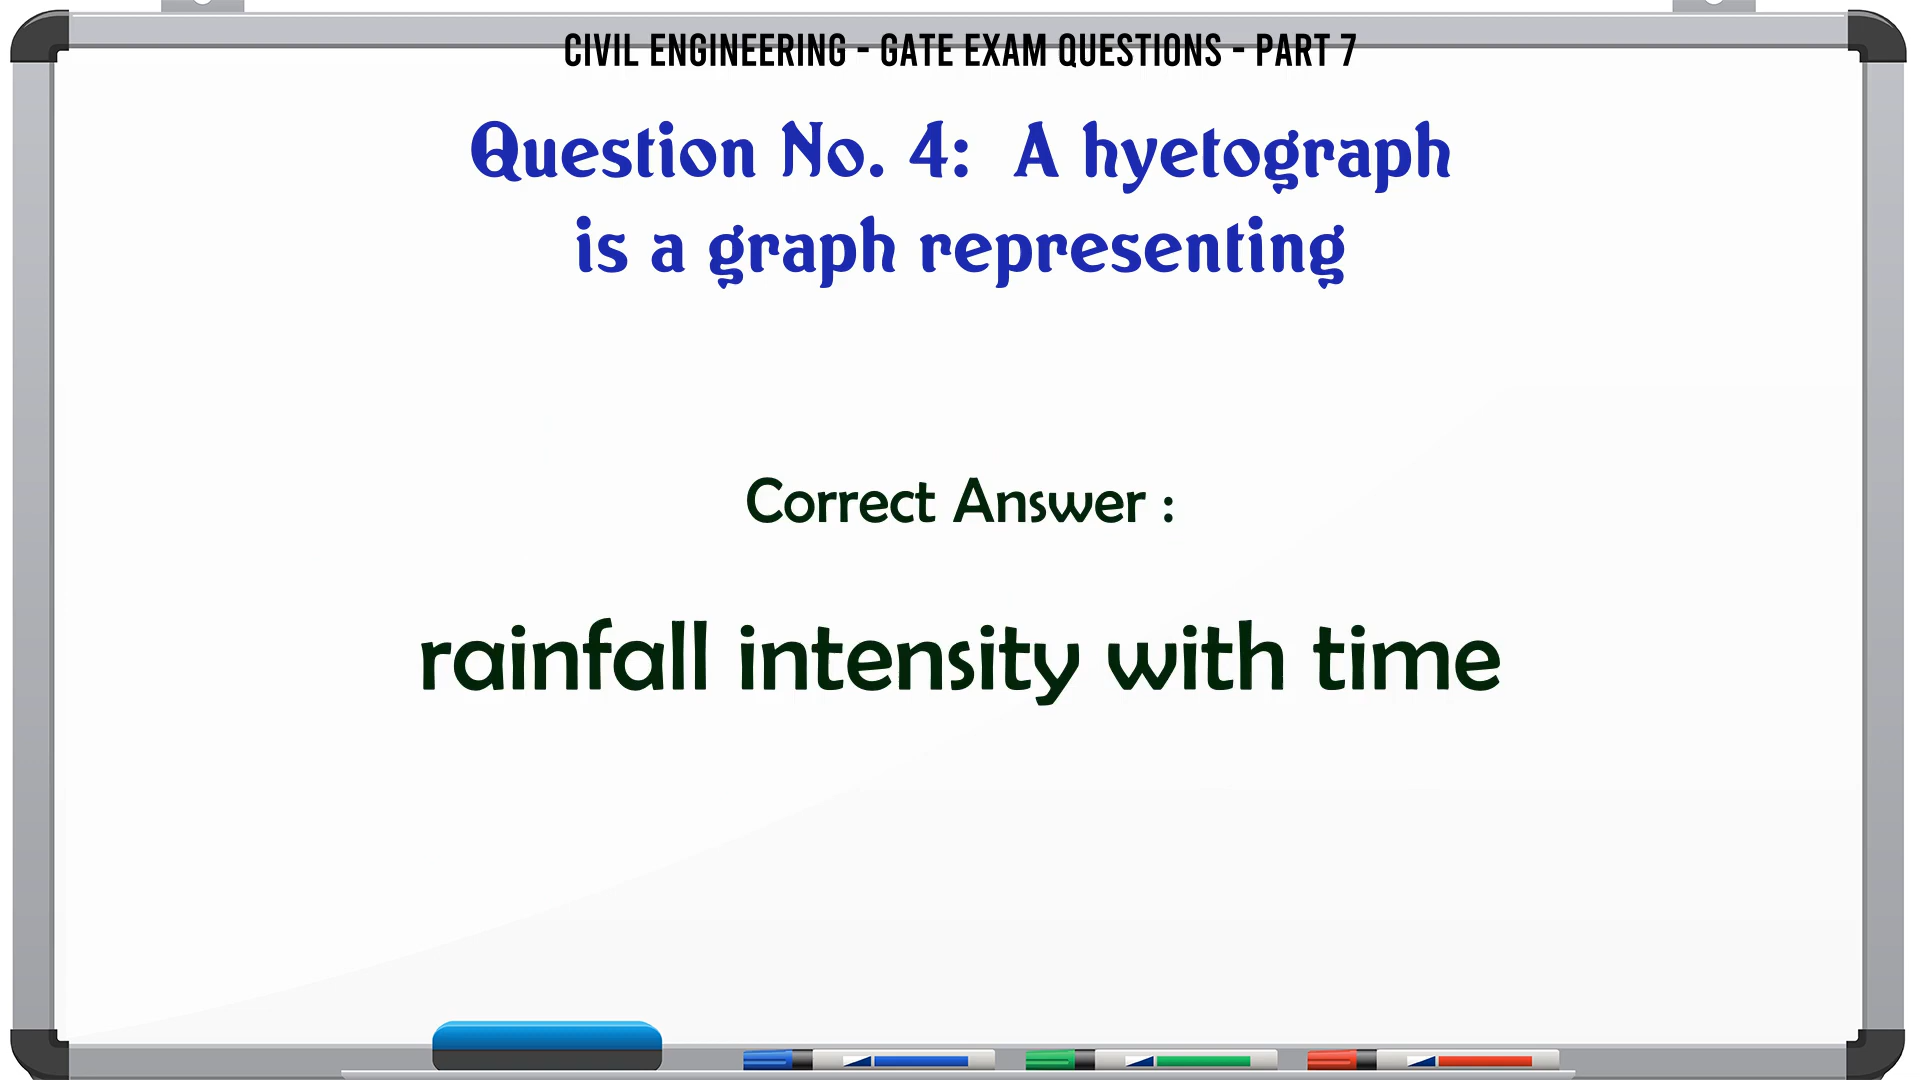 CIVIL ENGINEERING - GATE EXAM QUESTIONS - PART 7
Question No. 4: A hyetograph
is a graph representing
Correct Answer :
rainfall intensity with time